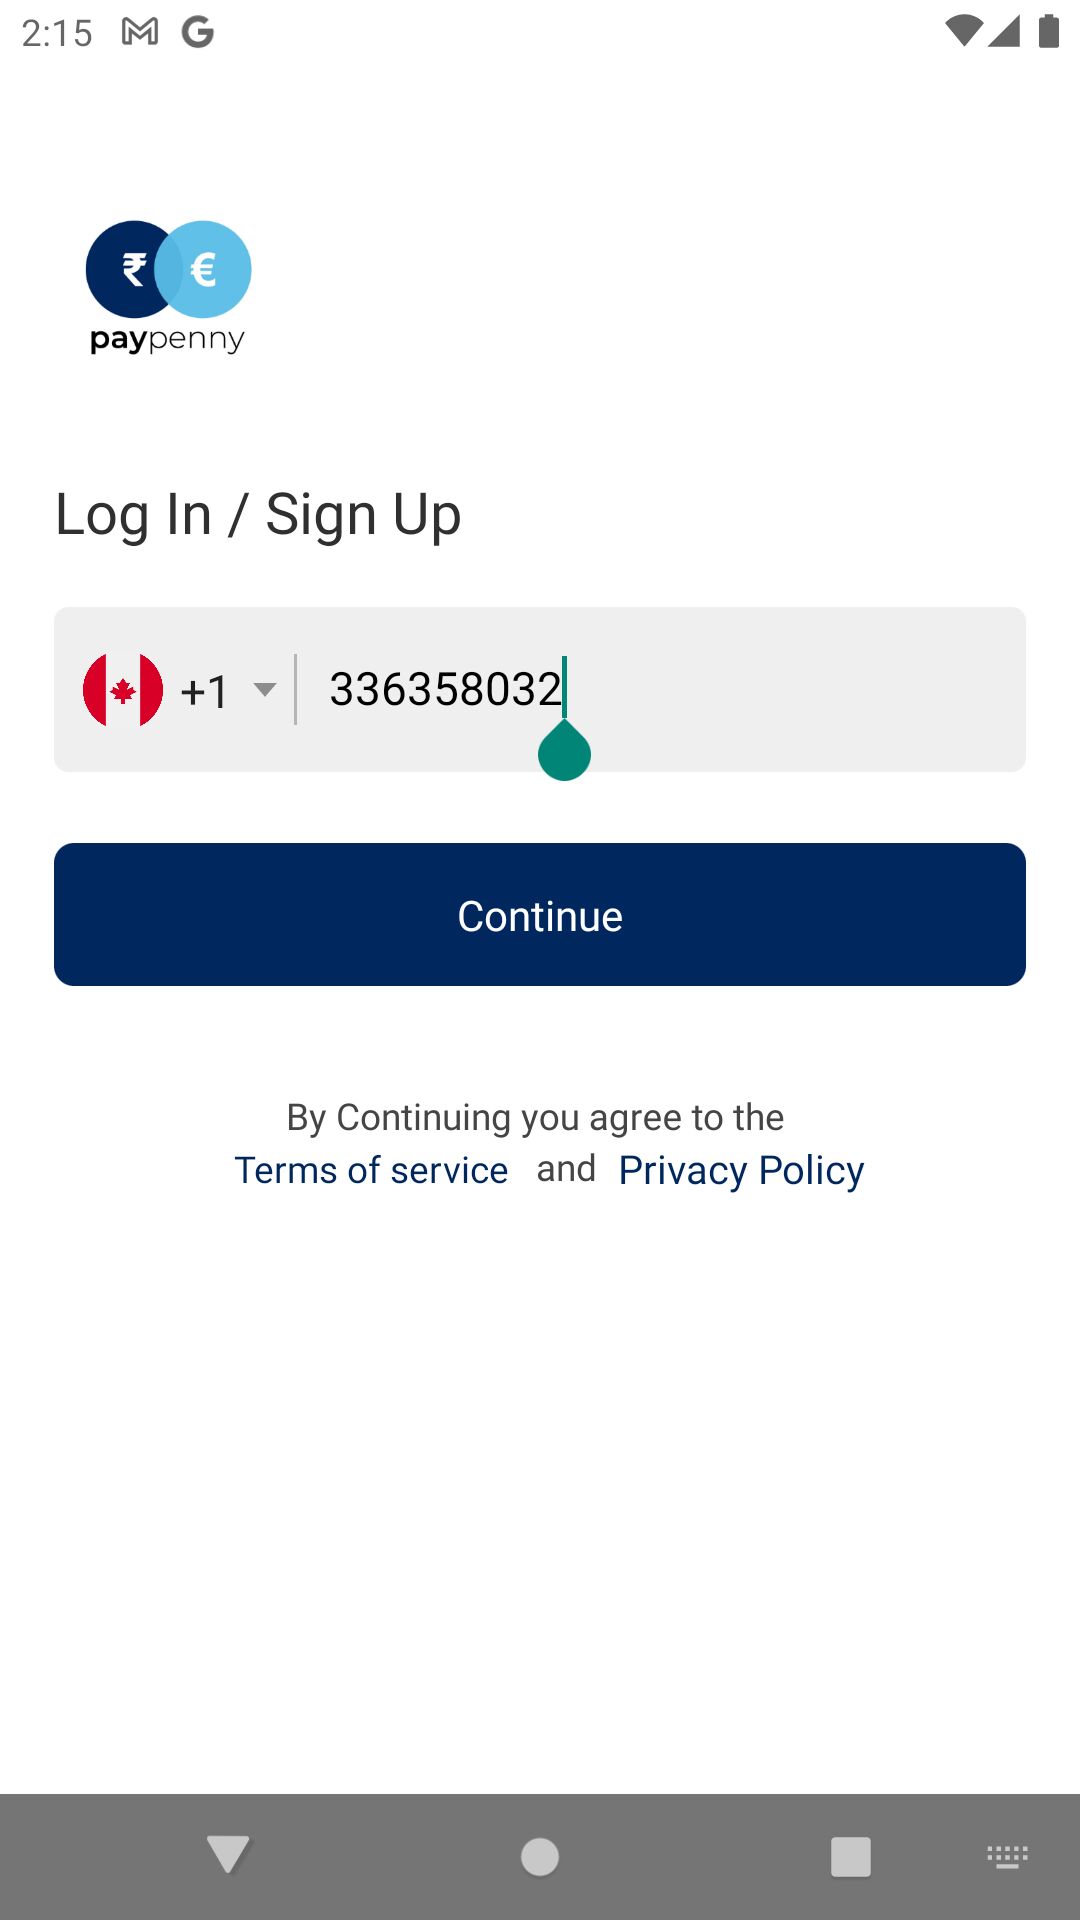 2:15
₹ €
paypenny
Log In / Sign Up
+1 336358032
Continue
By Continuing you agree to the
Terms of service and Privacy Policy